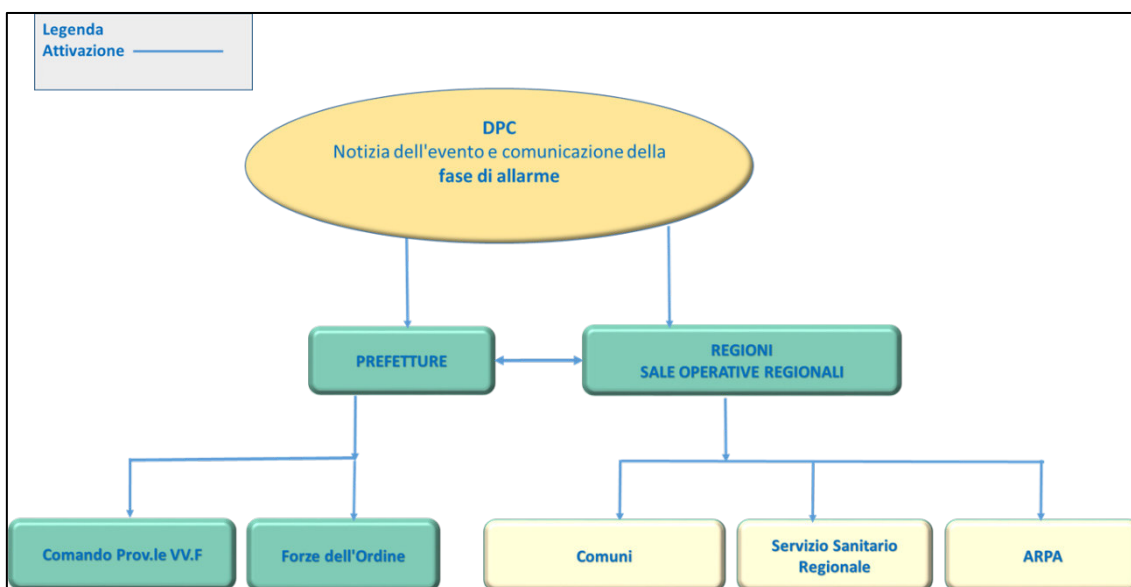 Legenda
Attivazione
DPC
Notizia dell'evento e comunicazione della
fase di allarme
PREFETTURE
REGIONI
SALE OPERATIVE REGIONALI
Comando Prov.le VV.F
Forze dell'Ordine
Comuni
Servizio Sanitario
Regionale
ARPA